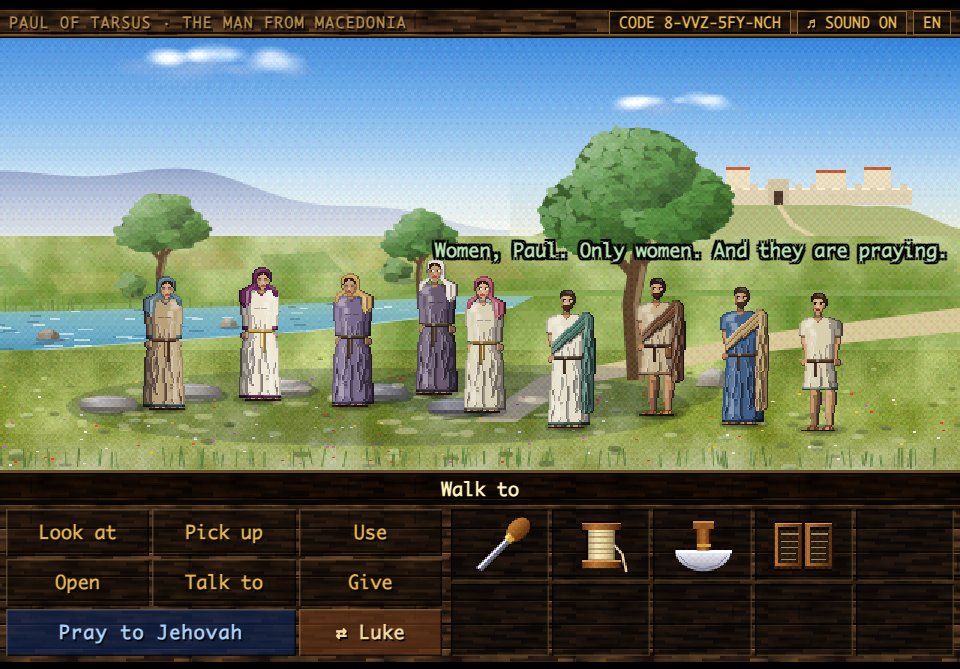 PAUL OF TARSUS · THE MAN FROM MACEDONIA
CODE 8-VVZ-5FY-NCH
♬ SOUND ON
EN
Women, Paul. Only women. And they are praying.
Walk to
Look at
Pick up
Use
Open
Talk to
Give
Pray to Jehovah
⇄ Luke